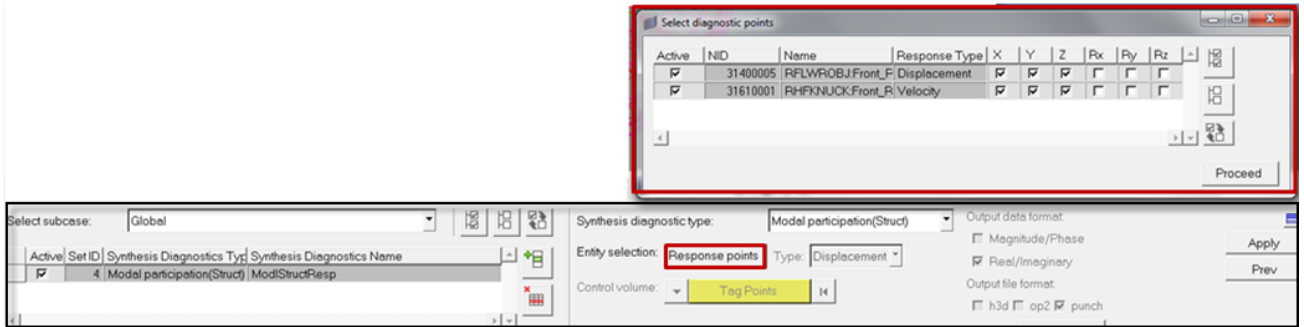 Select diagnostic points
Active NID Name Response Type X Y Z Rx Ry Rz
31400005 RFLWROBJ:Front_F Displacement
31610001 RHFKNUCK:Front_R Velocity
Proceed
Select subcase: Global
Synthesis diagnostic type: Modal participation(Struct)
Output data format:
Active Set ID Synthesis Diagnostics Typ Synthesis Diagnostics Name
4 Modal participation(Struct) ModlStructResp
Entity selection: Response points Type: Displacement
Magnitude/Phase
Real/Imaginary
Apply
Prev
Control volume: Tag Points
Output file format:
h3d op2 punch